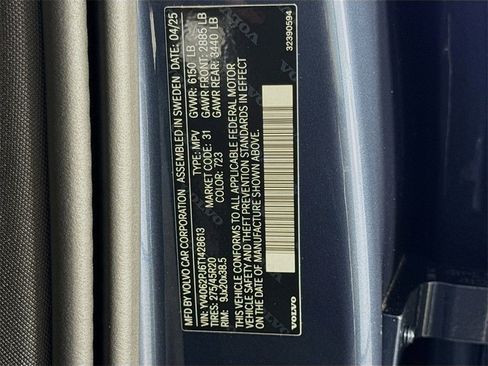 MFD BY VOLVO CAR CORPORATION ASSEMBLED IN SWEDEN DATE: 04/25
VIN: YV4062PJ6T1428613 TYPE: MPV GVWR: 6150 LB
TIRES: 275/45R20 MARKET CODE: 31 GAWR FRONT: 2885 LB
RIM: 9Jx20x38.5 COLOR: 723 GAWR REAR: 3440 LB
THIS VEHICLE CONFORMS TO ALL APPLICABLE FEDERAL MOTOR
VEHICLE SAFETY AND THEFT PREVENTION STANDARDS IN EFFECT
ON DATE OF MANUFACTURE SHOWN ABOVE.
VOLVO 32390594